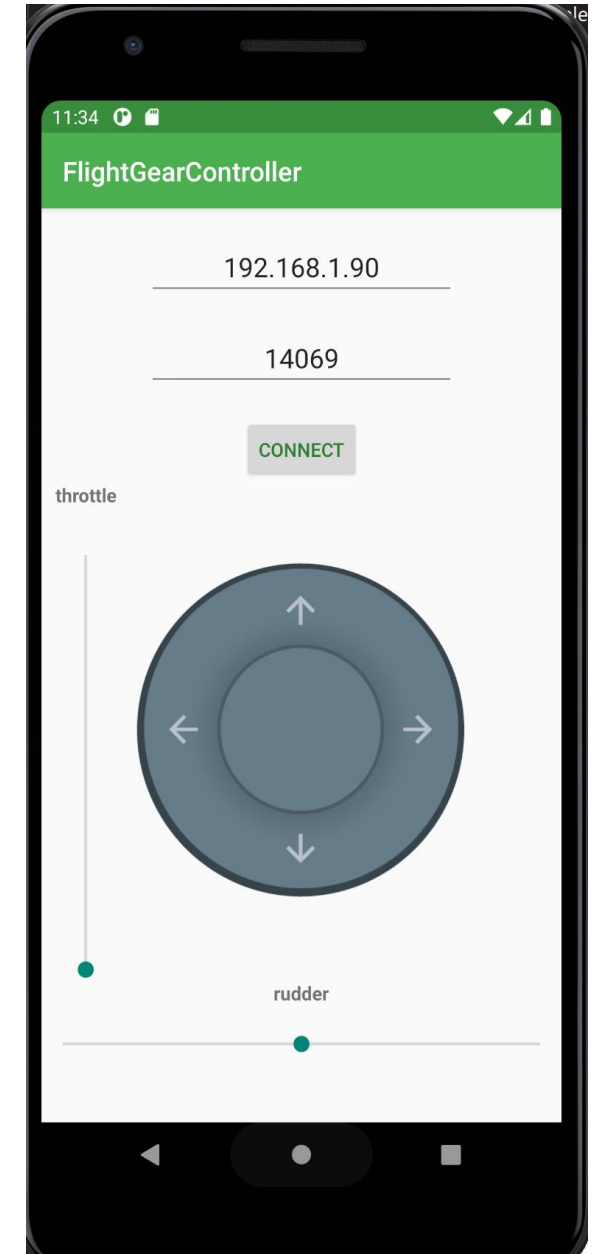 11:34
FlightGearController
192.168.1.90
14069
CONNECT
throttle
rudder